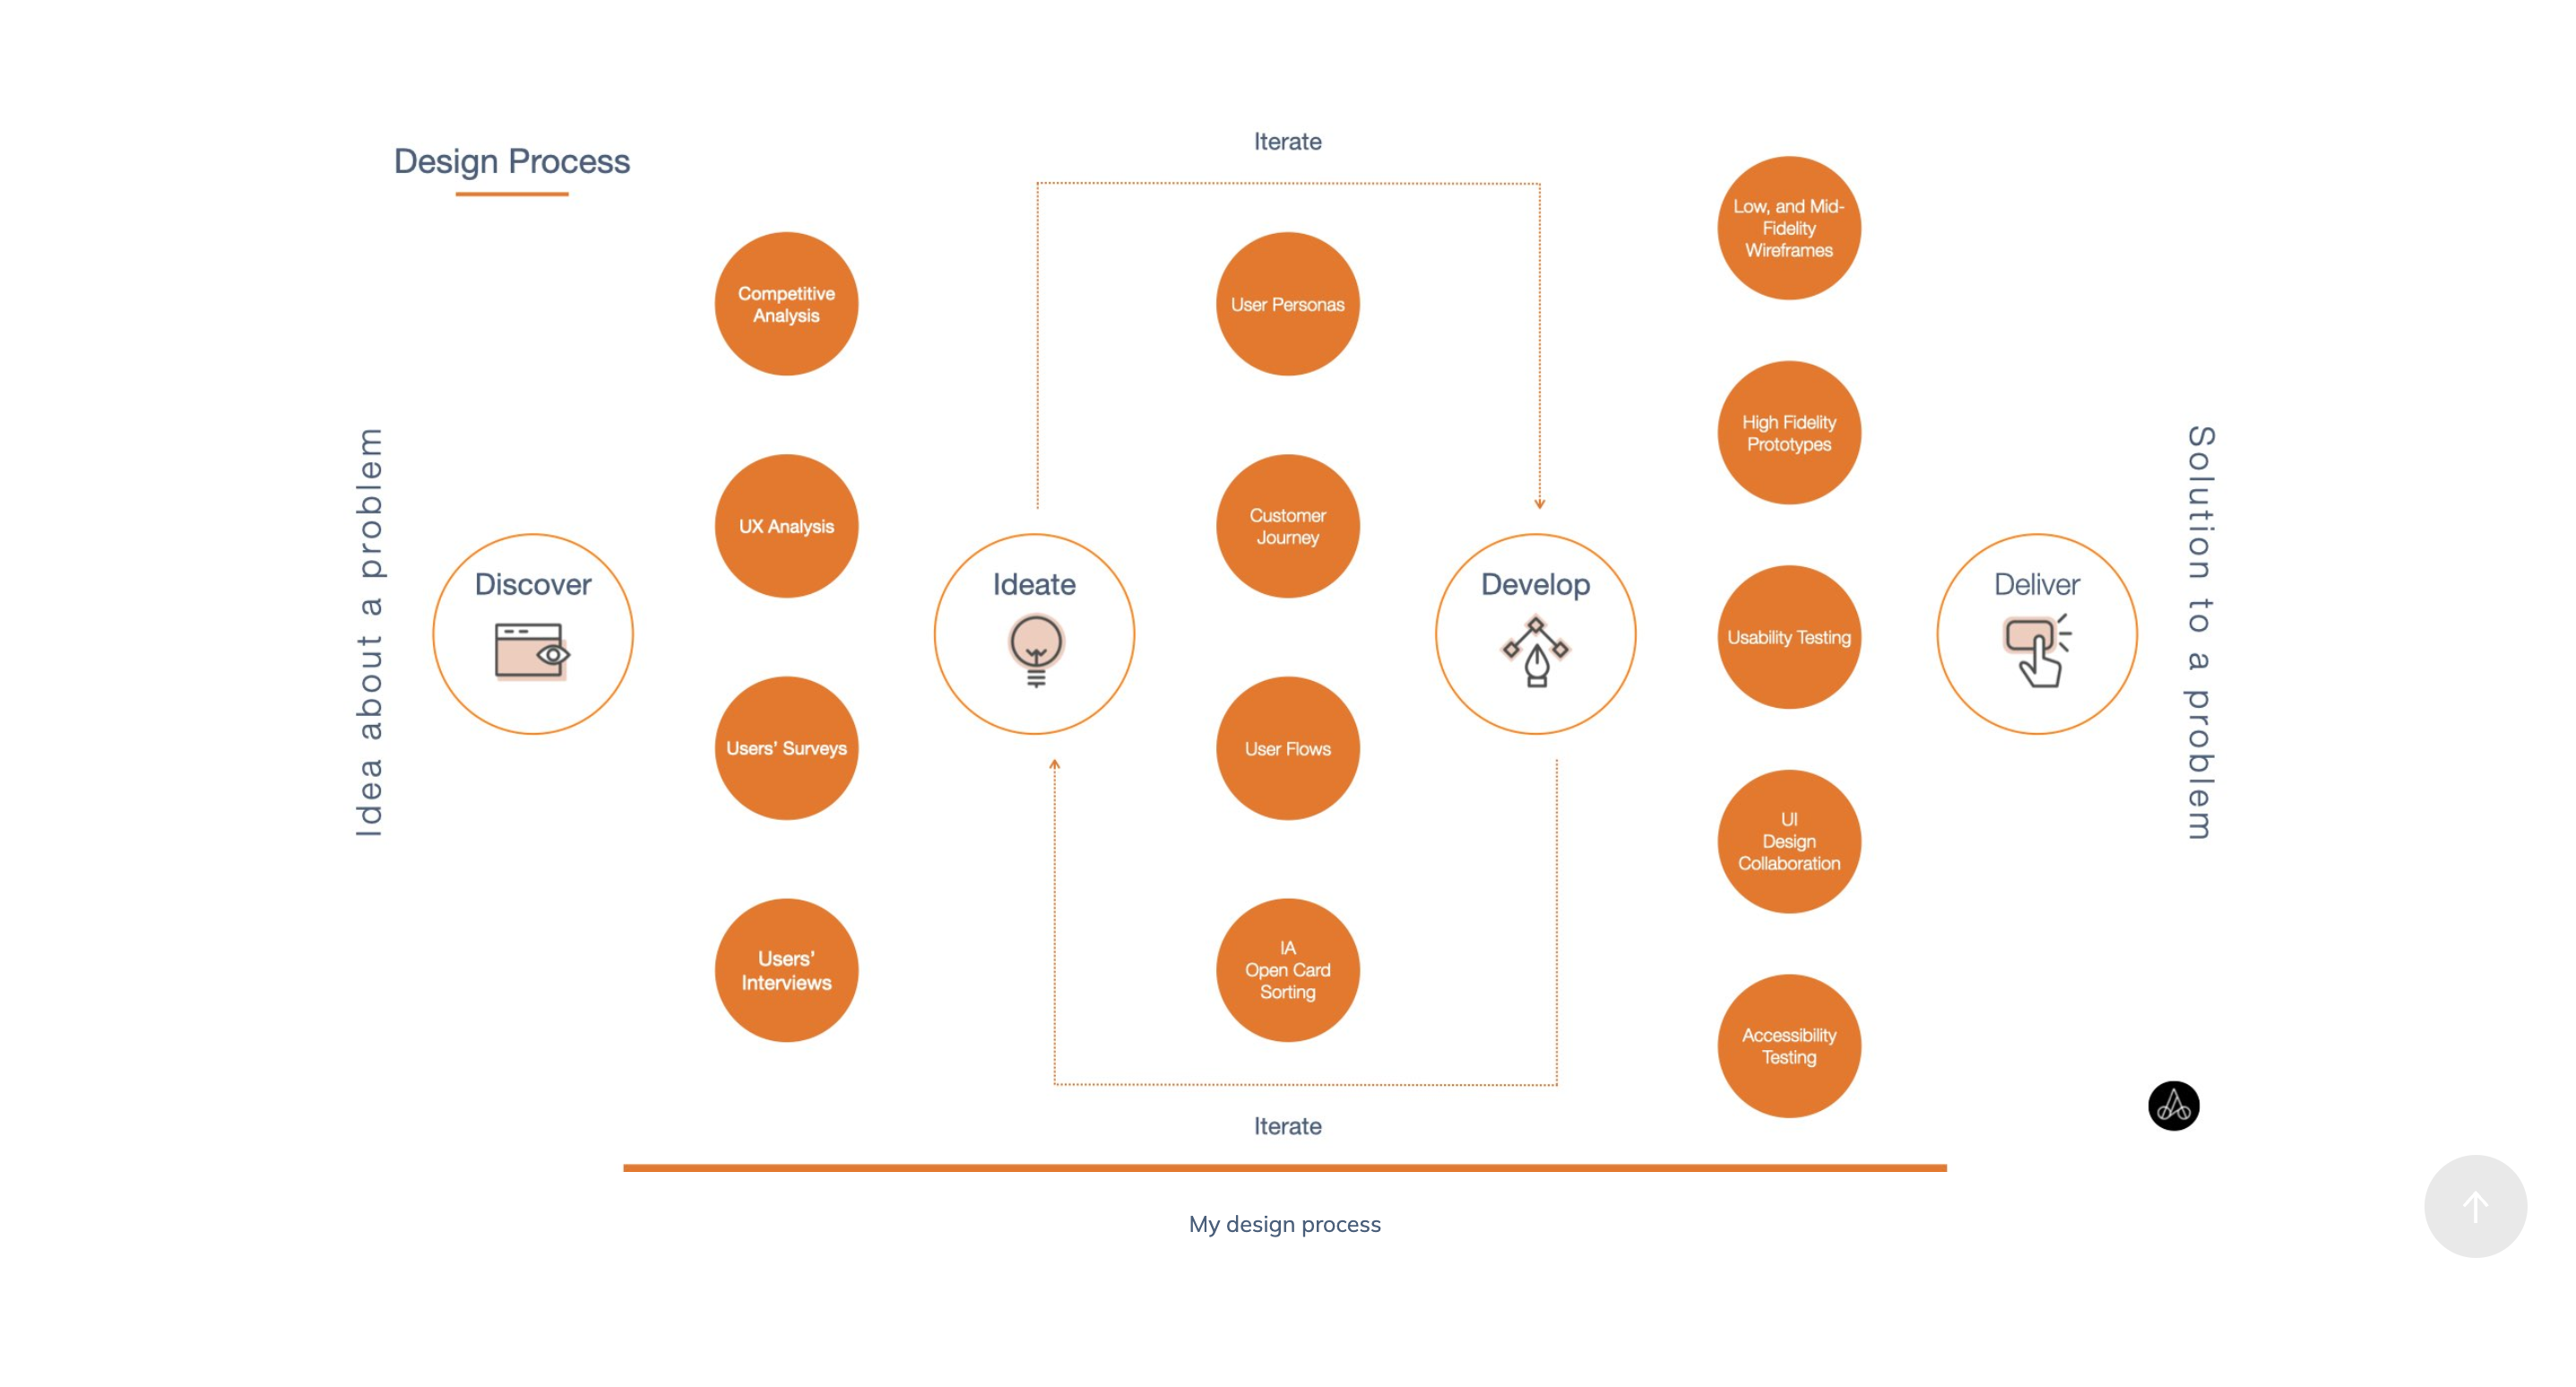 Design Process
Idea about a problem
Discover
Competitive
Analysis
UX Analysis
Users' Surveys
Users'
Interviews
Ideate
Iterate
User Personas
Customer
Journey
User Flows
IA
Open Card
Sorting
Iterate
Develop
Low, and Mid-
Fidelity
Wireframes
High Fidelity
Prototypes
Usability Testing
UI
Design
Collaboration
Accessibility
Testing
Deliver
Solution to a problem
My design process